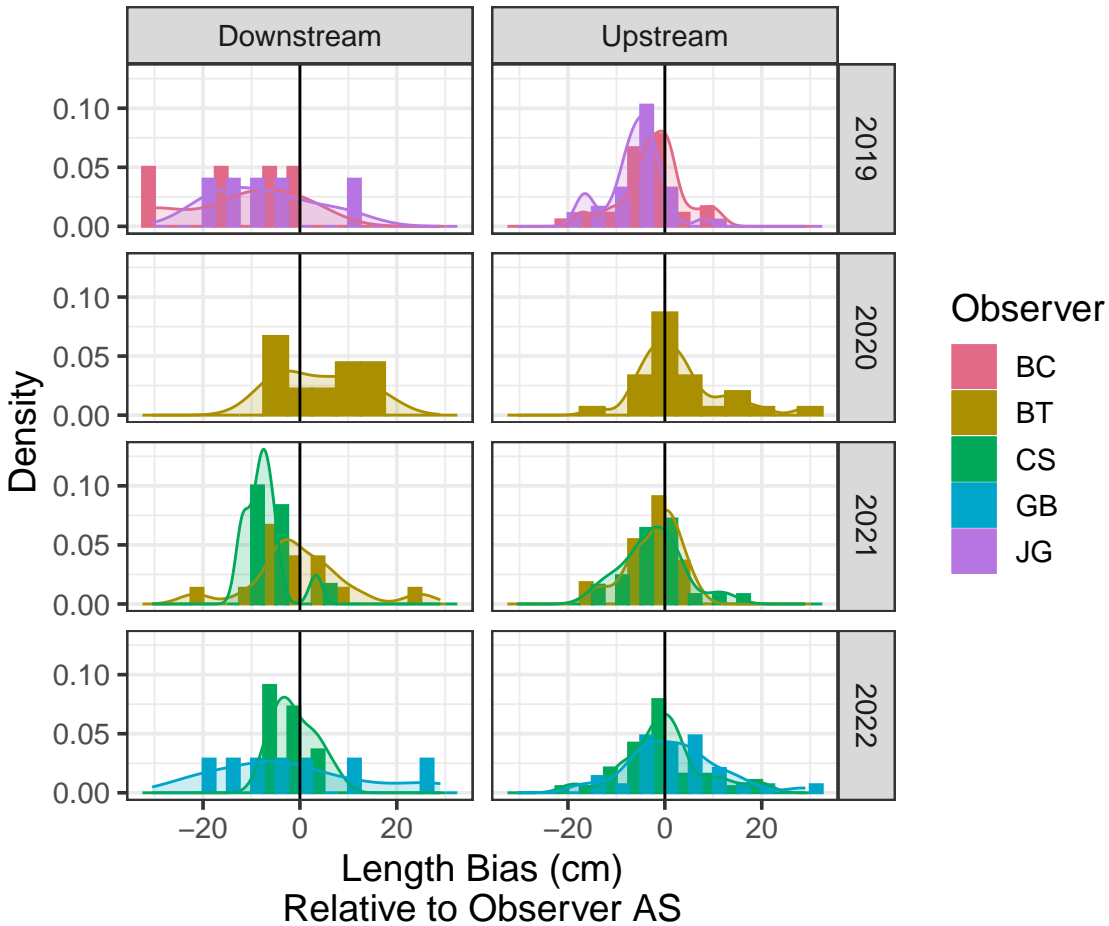 Downstream
Upstream
0.10
0.05
0.00
2019
0.10
0.05
0.00
2020
0.10
0.05
0.00
2021
0.10
0.05
0.00
2022
Density
−20
0
20
−20
0
20
Length Bias (cm)
Relative to Observer AS
Observer
BC
BT
CS
GB
JG